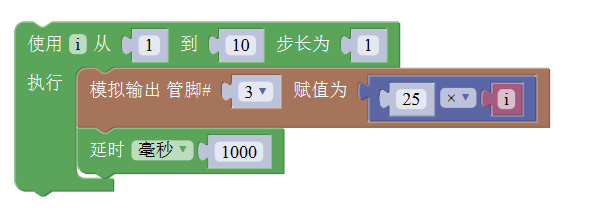 使用 i 从 1 到 10 步长为 1
执行 模拟输出 管脚# 3 赋值为 25 × i
延时 毫秒 1000